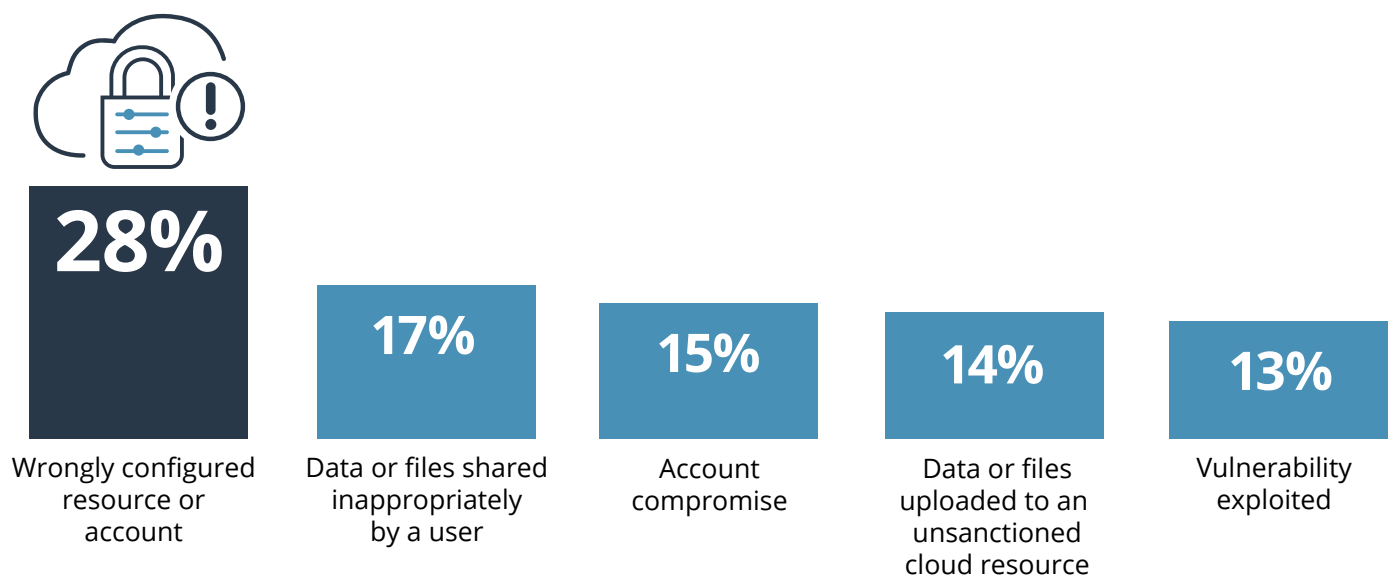 28%
Wrongly configured
resource or
account
17%
Data or files shared
inappropriately
by a user
15%
Account
compromise
14%
Data or files
uploaded to an
unsanctioned
cloud resource
13%
Vulnerability
exploited